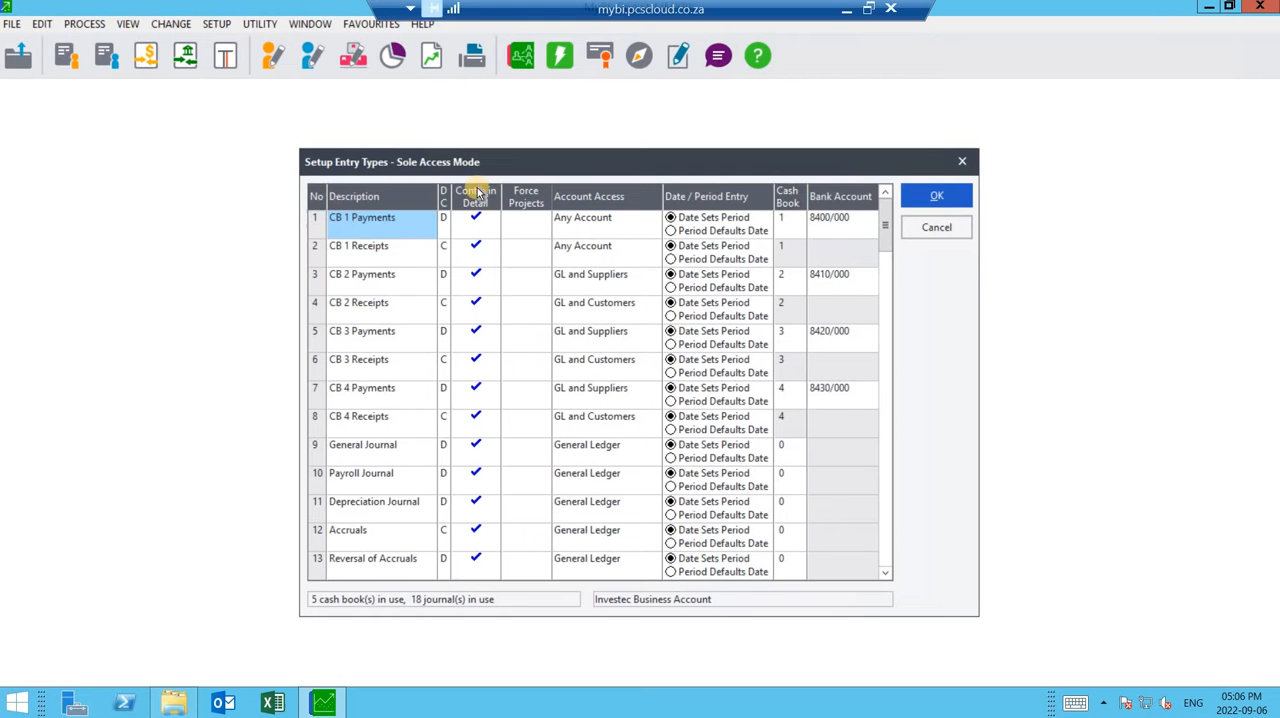 mybi.pcscloud.co.za
FILE EDIT PROCESS VIEW CHANGE SETUP UTILITY WINDOW FAVOURITES HELP
Setup Entry Types - Sole Access Mode
No Description D C Detail Force Projects Account Access Date / Period Entry Cash Book Bank Account
OK
1 CB 1 Payments D Any Account Date Sets Period 1 8400/000
Period Defaults Date
Cancel
2 CB 1 Receipts C Any Account Date Sets Period 1
Period Defaults Date
3 CB 2 Payments D GL and Suppliers Date Sets Period 2 8410/000
Period Defaults Date
4 CB 2 Receipts C GL and Customers Date Sets Period 2
Period Defaults Date
5 CB 3 Payments D GL and Suppliers Date Sets Period 3 8420/000
Period Defaults Date
6 CB 3 Receipts C GL and Customers Date Sets Period 3
Period Defaults Date
7 CB 4 Payments D GL and Suppliers Date Sets Period 4 8430/000
Period Defaults Date
8 CB 4 Receipts C GL and Customers Date Sets Period 4
Period Defaults Date
9 General Journal D General Ledger Date Sets Period 0
Period Defaults Date
10 Payroll Journal D General Ledger Date Sets Period 0
Period Defaults Date
11 Depreciation Journal D General Ledger Date Sets Period 0
Period Defaults Date
12 Accruals C General Ledger Date Sets Period 0
Period Defaults Date
13 Reversal of Accruals D General Ledger Date Sets Period 0
Period Defaults Date
5 cash book(s) in use, 18 journal(s) in use
Investec Business Account
ENG
05:06 PM
2022-09-06